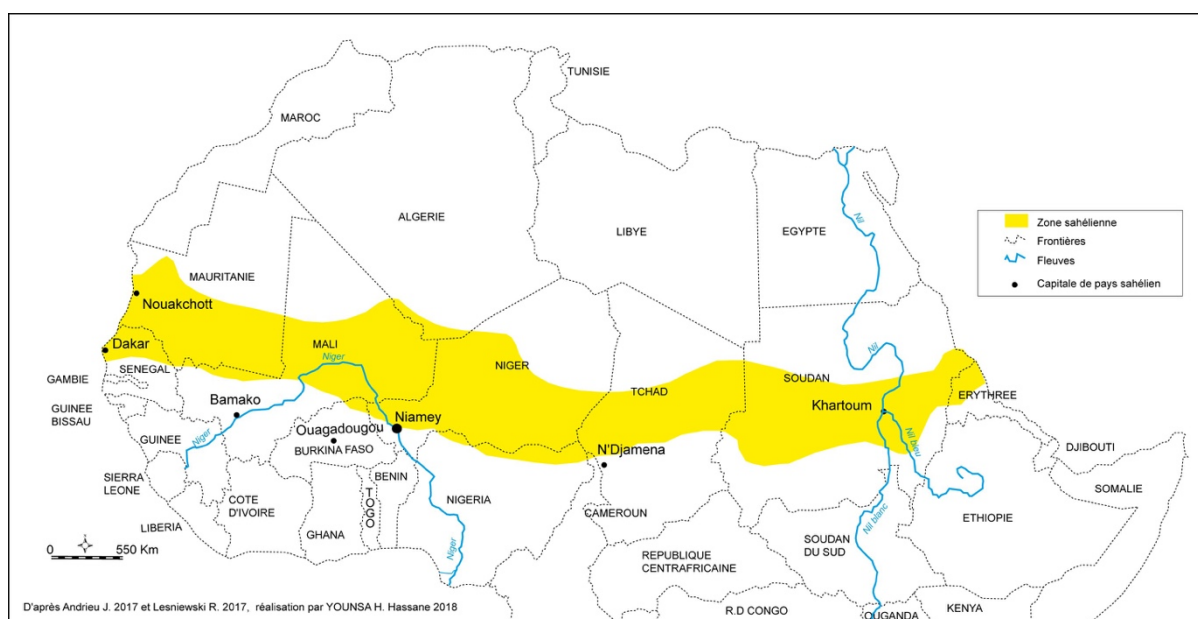 TUNISIE
MAROC
ALGERIE
LIBYE
EGYPTE
Nil
Zone sahélienne
Frontières
Fleuves
Capitale de pays sahélien
MAURITANIE
Nouakchott
Dakar
MALI
Niger
NIGER
Nil
SENEGAL
TCHAD
SOUDAN
GAMBIE
Khartoum
ERYTHREE
GUINEE
BISSAU
Bamako
Niamey
Ouagadougou
BURKINA FASO
Nil bleu
GUINEE
Niger
N'Djamena
DJIBOUTI
SIERRA
LEONE
COTE
D'IVOIRE
BENIN
TOGO
NIGERIA
SOMALIE
CAMEROUN
ETHIOPIE
LIBERIA
GHANA
Nil blanc
SOUDAN
DU SUD
0 550 Km
Niger
REPUBLIQUE
CENTRAFRICAINE
D'après Andrieu J. 2017 et Lesniewski R. 2017, réalisation par YOUNSA H. Hassane 2018
R.D CONGO
OUGANDA
KENYA